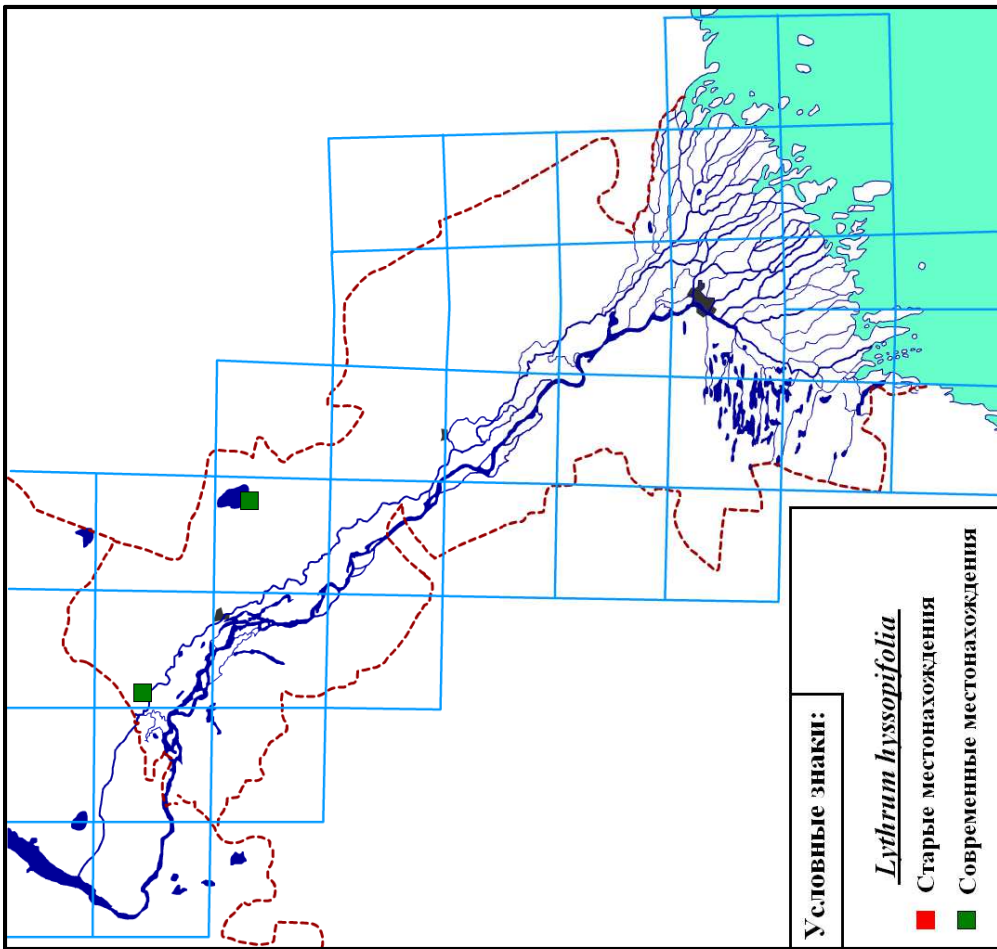 Условные знаки:
Lythrum hyssopifolia
Старые местонахождения
Современные местонахождения